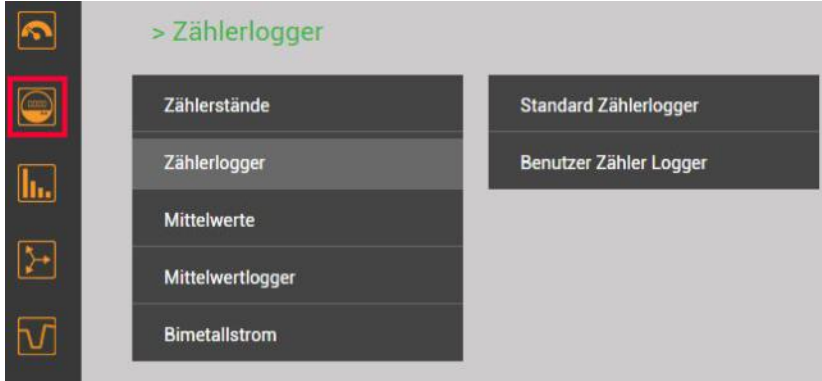 > Zählerlogger
Zählerstände
Zählerlogger
Mittelwerte
Mittelwertlogger
Bimetallstrom
Standard Zählerlogger
Benutzer Zähler Logger